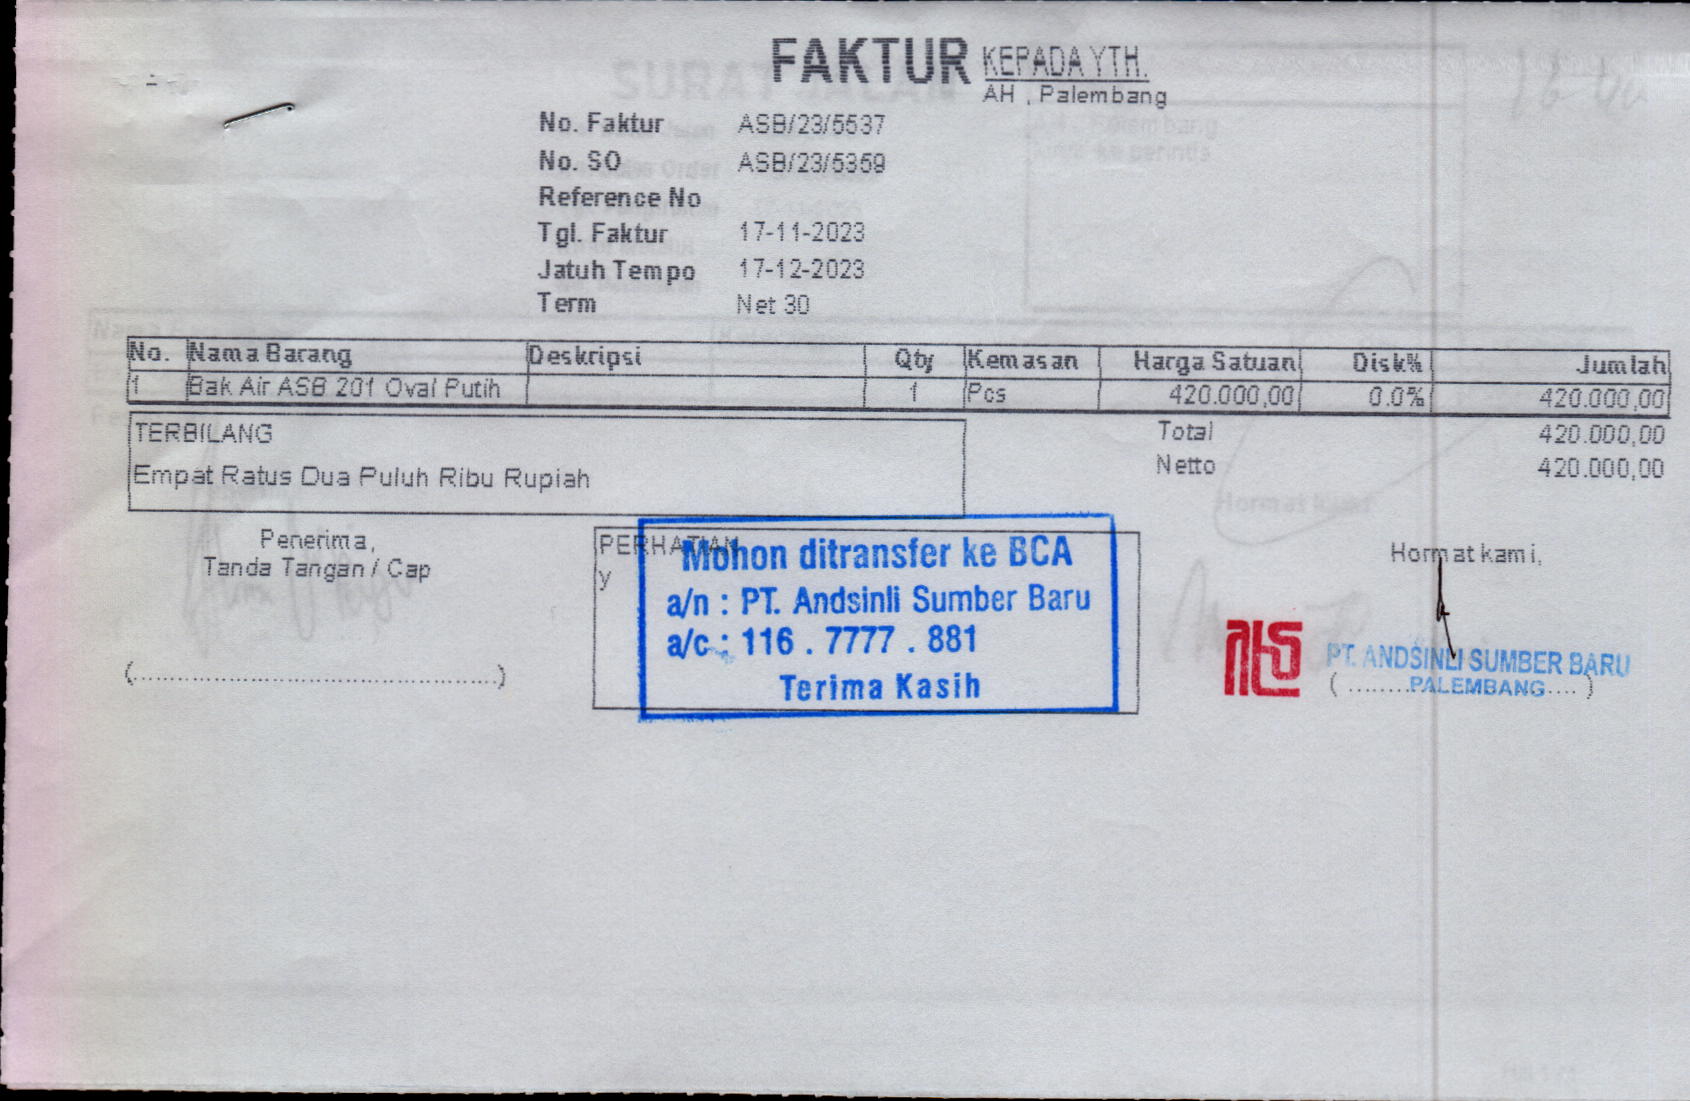 FAKTUR
KEPADA YTH.
AH , Palembang
No. Faktur ASB/23/5537
No. SO ASB/23/5359
Reference No
Tgl. Faktur 17-11-2023
Jatuh Tempo 17-12-2023
Term Net 30
No. Nama Barang Deskripsi Qty Kemasan Harga Satuan Disk% Jumlah
1 Bak Air ASB 201 Oval Putih 1 Pcs 420.000,00 0.0% 420.000,00
TERBILANG
Empat Ratus Dua Puluh Ribu Rupiah
Total 420.000,00
Netto 420.000,00
Penerima,
Tanda Tangan / Cap
(...............................................)
PERHATIAN
y
Mohon ditransfer ke BCA
a/n : PT. Andsinli Sumber Baru
a/c : 116 . 7777 . 881
Terima Kasih
Hormat kami,
PT. ANDSINLI SUMBER BARU
PALEMBANG